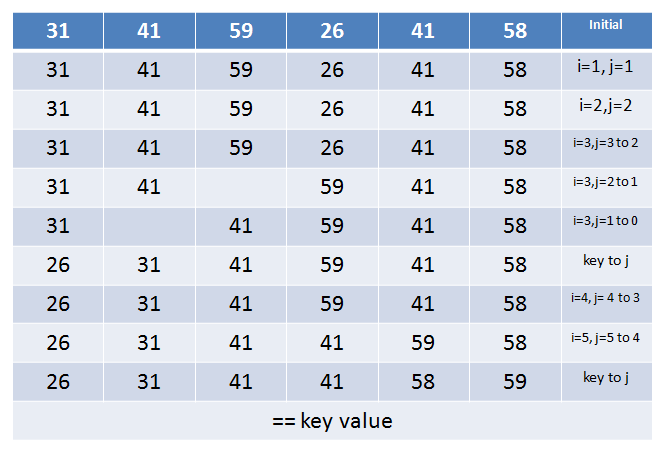 31 41 59 26 41 58 Initial
31 41 59 26 41 58 i=1, j=1
31 41 59 26 41 58 i=2,j=2
31 41 59 26 41 58 i=3,j=3 to 2
31 41 59 41 58 i=3,j=2 to 1
31 41 59 41 58 i=3,j=1 to 0
26 31 41 59 41 58 key to j
26 31 41 59 41 58 i=4, j= 4 to 3
26 31 41 41 59 58 i=5, j=5 to 4
26 31 41 41 58 59 key to j
== key value